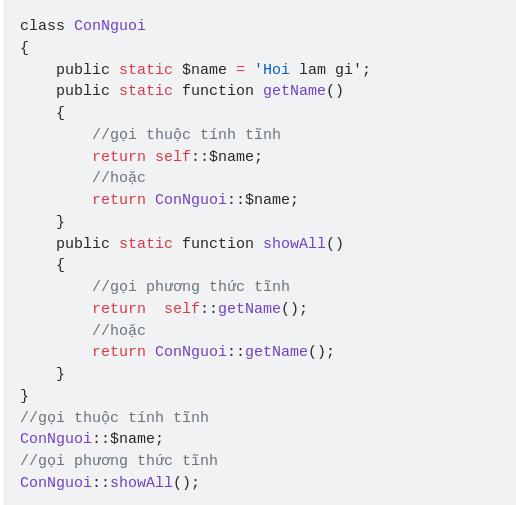 class ConNguoi
{
    public static $name = 'Hoi lam gi';
    public static function getName()
    {
        //gọi thuộc tính tĩnh
        return self::$name;
        //hoặc
        return ConNguoi::$name;
    }
    public static function showAll()
    {
        //gọi phương thức tĩnh
        return  self::getName();
        //hoặc
        return ConNguoi::getName();
    }
}
//gọi thuộc tính tĩnh
ConNguoi::$name;
//gọi phương thức tĩnh
ConNguoi::showAll();